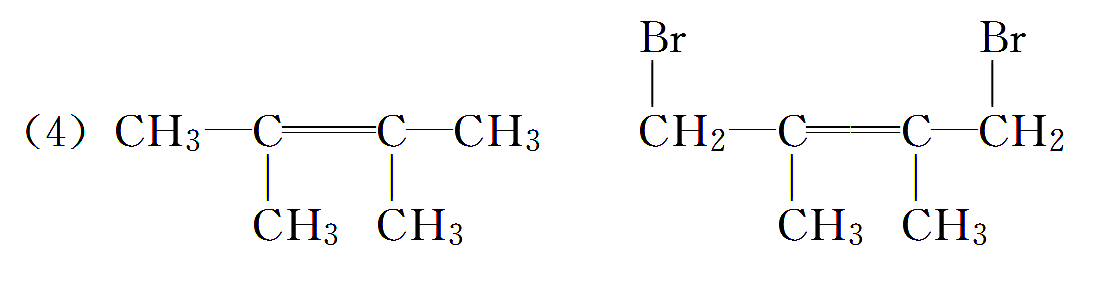 Br Br
(4) CH₃—C═C—CH₃ CH₂—C═C—CH₂
CH₃ CH₃ CH₃ CH₃